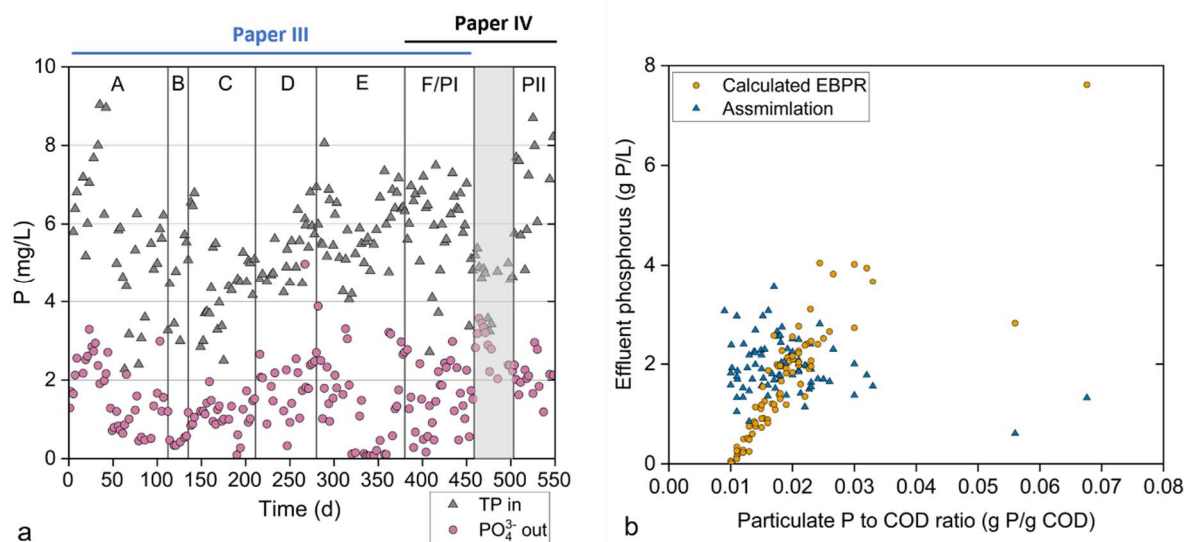 Paper III
Paper IV
A B C D E F/PI PII
10
8
6
4
2
0
P (mg/L)
0 50 100 150 200 250 300 350 400 450 500 550
Time (d)
TP in
PO₄³⁻ out
a
Calculated EBPR
Assmimlation
8
6
4
2
0
Effluent phosphorus (g P/L)
0.00 0.01 0.02 0.03 0.04 0.05 0.06 0.07 0.08
Particulate P to COD ratio (g P/g COD)
b